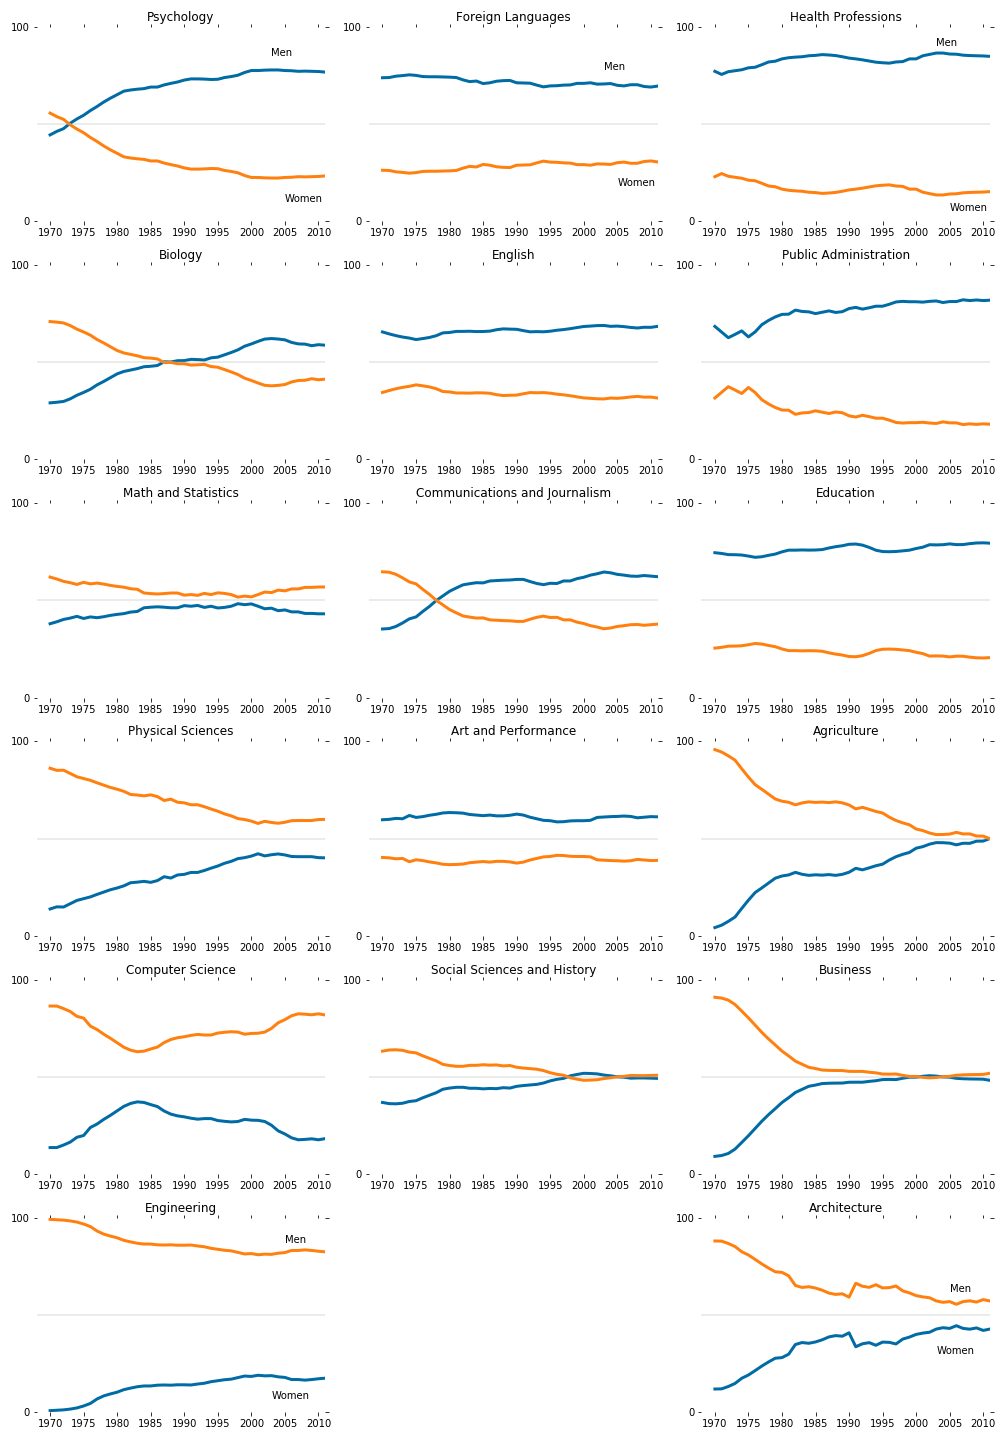 Psychology
Foreign Languages
Health Professions
100
Men
Men
Men
Women
Women
Women
0
0
0
1970 1975 1980 1985 1990 1995 2000 2005 2010
1970 1975 1980 1985 1990 1995 2000 2005 2010
1970 1975 1980 1985 1990 1995 2000 2005 2010
Biology
English
Public Administration
100
100
100
0
0
0
1970 1975 1980 1985 1990 1995 2000 2005 2010
1970 1975 1980 1985 1990 1995 2000 2005 2010
1970 1975 1980 1985 1990 1995 2000 2005 2010
Math and Statistics
Communications and Journalism
Education
100
100
100
0
0
0
1970 1975 1980 1985 1990 1995 2000 2005 2010
1970 1975 1980 1985 1990 1995 2000 2005 2010
1970 1975 1980 1985 1990 1995 2000 2005 2010
Physical Sciences
Art and Performance
Agriculture
100
100
100
0
0
0
1970 1975 1980 1985 1990 1995 2000 2005 2010
1970 1975 1980 1985 1990 1995 2000 2005 2010
1970 1975 1980 1985 1990 1995 2000 2005 2010
Computer Science
Social Sciences and History
Business
100
100
100
0
0
0
1970 1975 1980 1985 1990 1995 2000 2005 2010
1970 1975 1980 1985 1990 1995 2000 2005 2010
1970 1975 1980 1985 1990 1995 2000 2005 2010
Engineering
Architecture
100
100
Men
Men
Women
Women
0
0
1970 1975 1980 1985 1990 1995 2000 2005 2010
1970 1975 1980 1985 1990 1995 2000 2005 2010